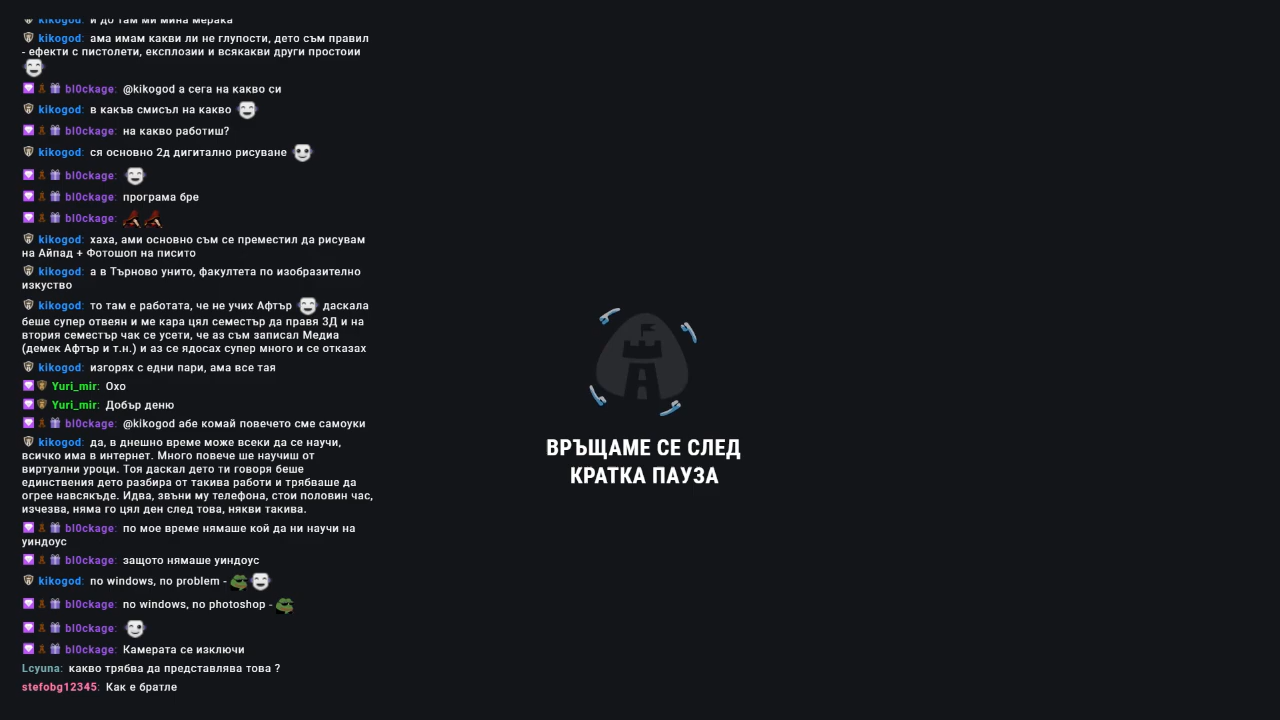 kikogod: и до там ми мина мерака
kikogod: ама имам какви ли не глупости, дето съм правил
- ефекти с пистолети, експлозии и всякакви други простоии
bl0ckage: @kikogod а сега на какво си
kikogod: в какъв смисъл на какво
bl0ckage: на какво работиш?
kikogod: ся основно 2д дигитално рисуване
bl0ckage:
bl0ckage: програма бре
bl0ckage:
kikogod: хаха, ами основно съм се преместил да рисувам
на Айпад + Фотошоп на писито
kikogod: а в Търново унито, факултета по изобразително
изкуство
kikogod: то там е работата, че не учих Афтър даскала
беше супер отвеян и ме кара цял семестър да правя 3Д и на
втория семестър чак се усети, че аз съм записал Медиа
(демек Афтър и т.н.) и аз се ядосах супер много и се отказах
kikogod: изгорях с едни пари, ама все тая
Yuri_mir: Охо
Yuri_mir: Добър деню
bl0ckage: @kikogod абе комай повечето сме самоуки
kikogod: да, в днешно време може всеки да се научи,
всичко има в интернет. Много повече ше научиш от
виртуални уроци. Тоя даскал дето ти говоря беше
единствения дето разбира от такива работи и трябваше да
огрее навсякъде. Идва, звъни му телефона, стои половин час,
изчезва, няма го цял ден след това, някви такива.
bl0ckage: по мое време нямаше кой да ни научи на
уиндоус
bl0ckage: защото нямаше уиндоус
kikogod: no windows, no problem -
bl0ckage: no windows, no photoshop -
bl0ckage:
bl0ckage: Камерата се изключи
Lcyuna: какво трябва да представлява това ?
stefobg12345: Как е братле
ВРЪЩАМЕ СЕ СЛЕД
КРАТКА ПАУЗА